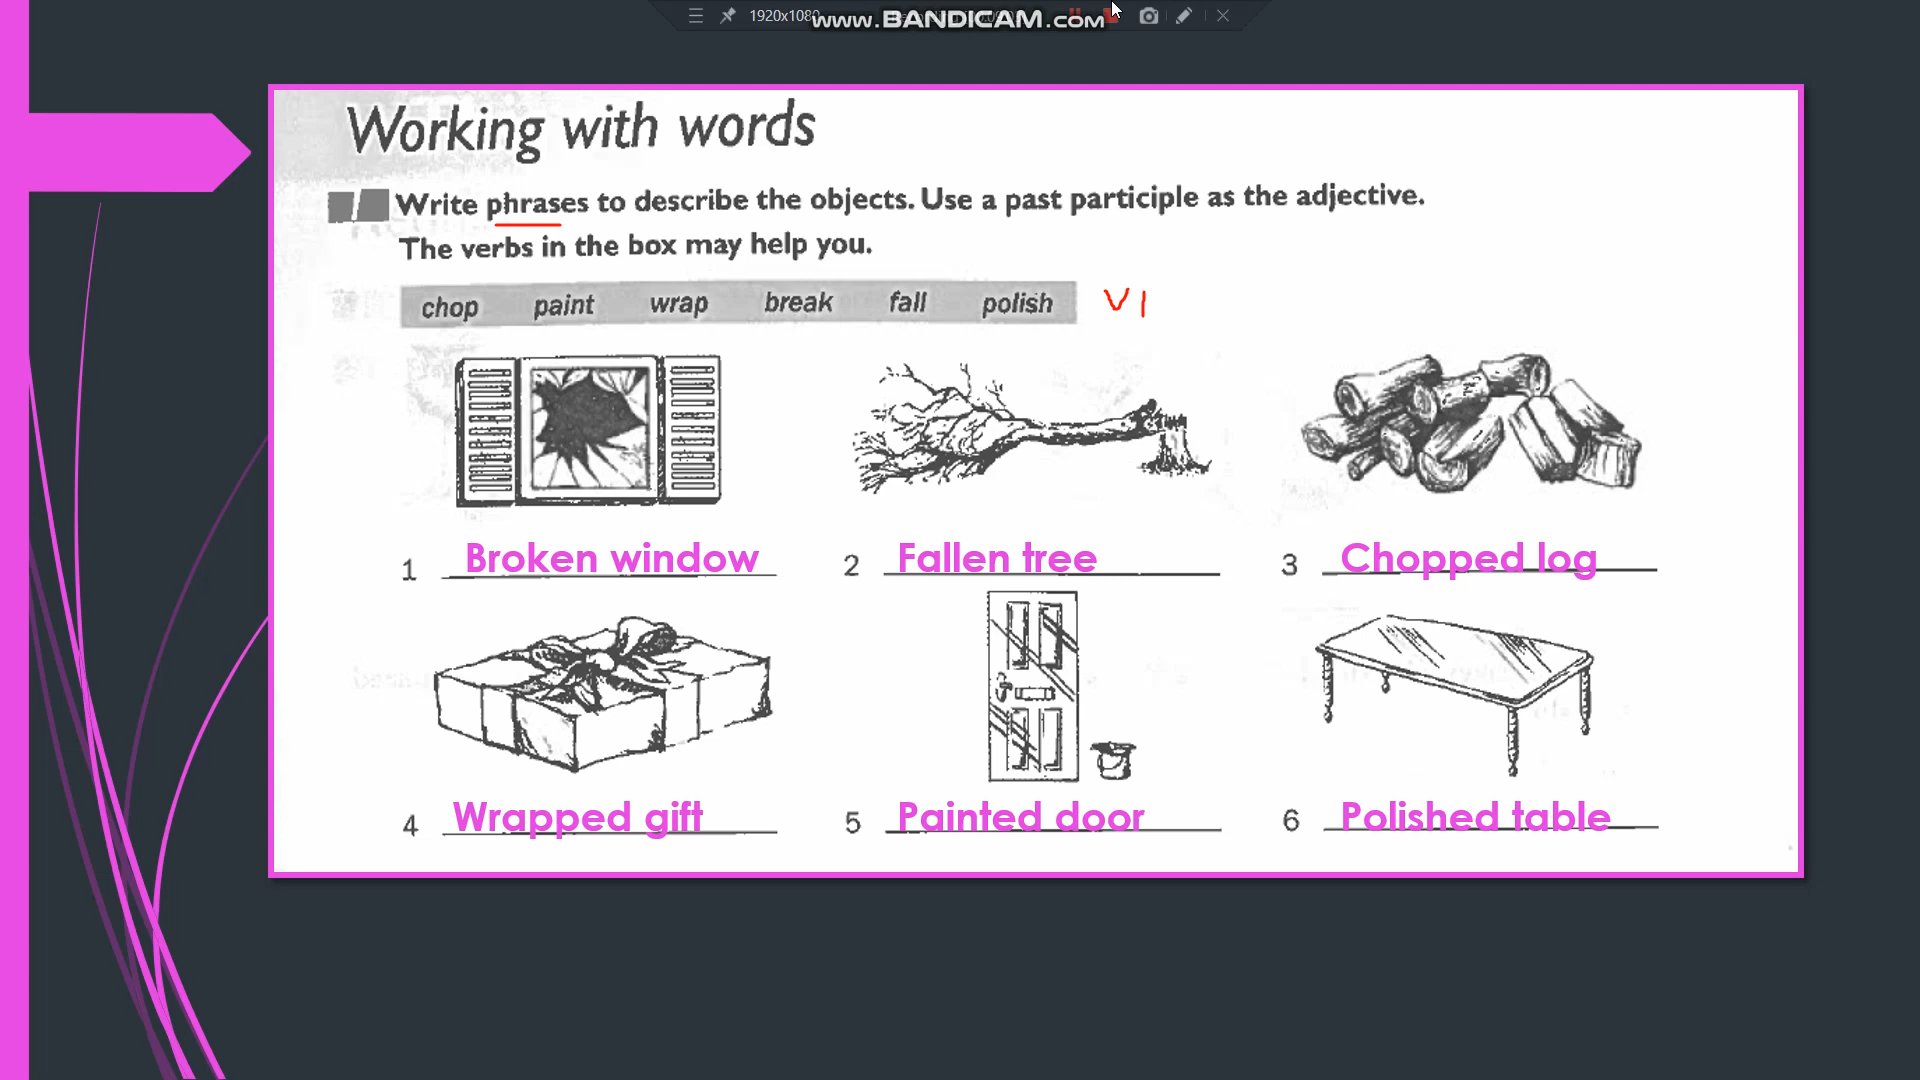 1920x1080
www.BANDICAM.com
Working with words
Write phrases to describe the objects. Use a past participle as the adjective.
The verbs in the box may help you.
chop paint wrap break fall polish V1
1 Broken window 2 Fallen tree 3 Chopped log
4 Wrapped gift 5 Painted door 6 Polished table